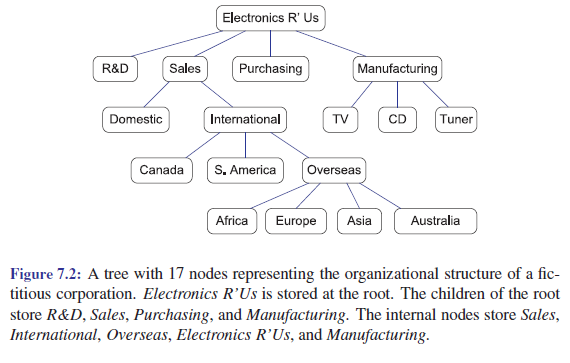 Electronics R' Us
R&D Sales Purchasing Manufacturing
Domestic International TV CD Tuner
Canada S. America Overseas
Africa Europe Asia Australia
Figure 7.2: A tree with 17 nodes representing the organizational structure of a fic-
titious corporation. Electronics R'Us is stored at the root. The children of the root
store R&D, Sales, Purchasing, and Manufacturing. The internal nodes store Sales,
International, Overseas, Electronics R'Us, and Manufacturing.